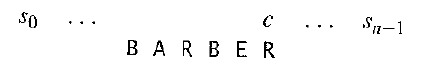 s₀ ... c ... sₙ₋₁
B A R B E R